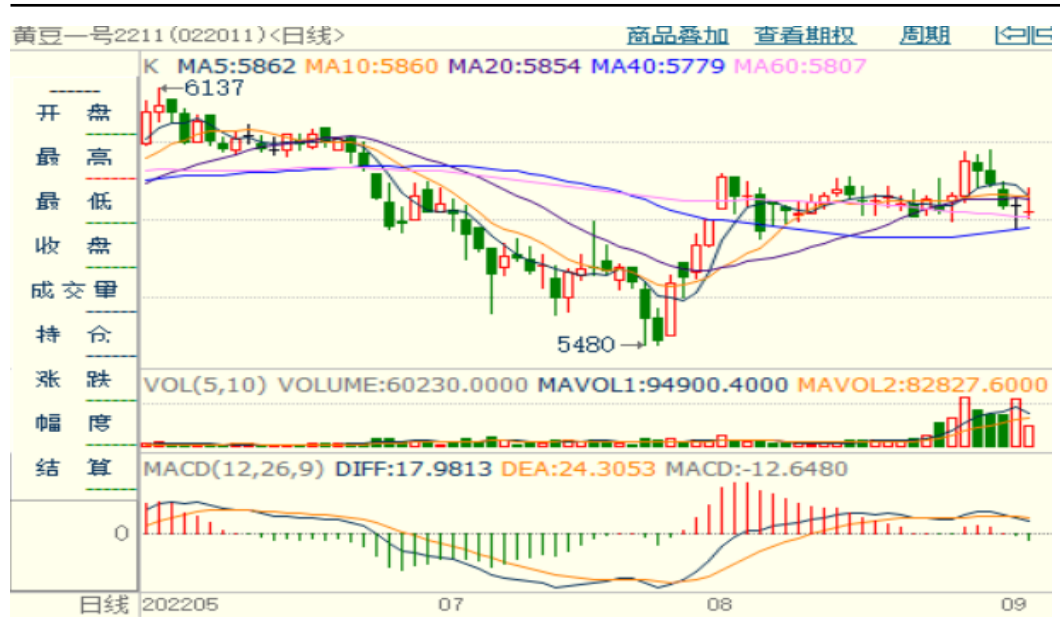 黄豆一号2211(022011)<日线>
商品叠加 查看期权 周期
K MA5:5862 MA10:5860 MA20:5854 MA40:5779 MA60:5807
6137
开盘
最高
最低
收盘
成交量
持仓
涨跌
幅度
结算
5480
VOL(5,10) VOLUME:60230.0000 MAVOL1:94900.4000 MAVOL2:82827.6000
MACD(12,26,9) DIFF:17.9813 DEA:24.3053 MACD:-12.6480
0
日线 202205 07 08 09